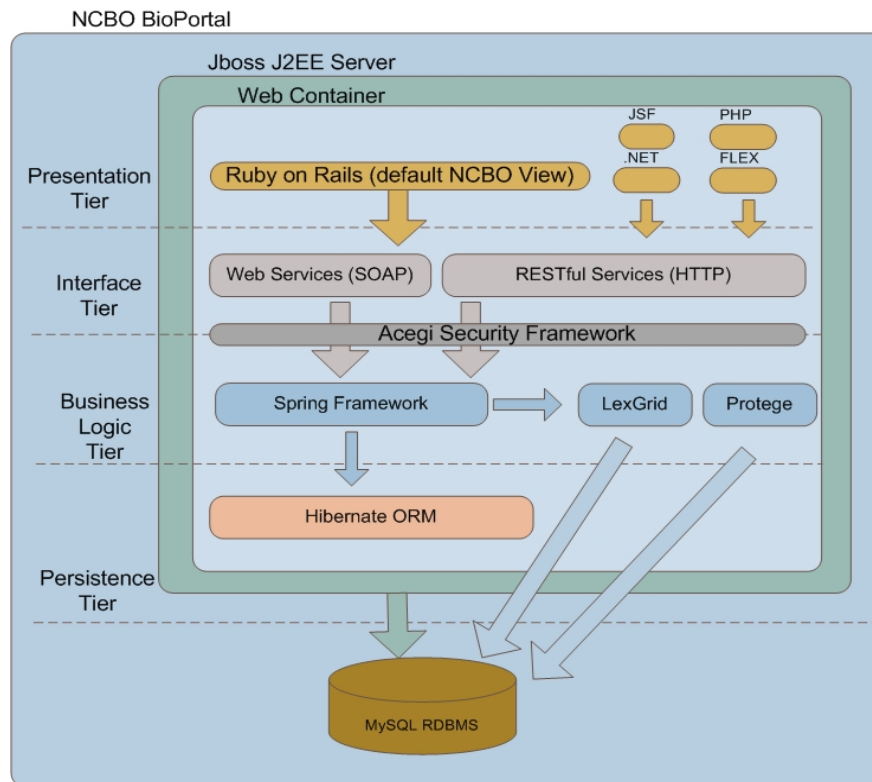 NCBO BioPortal
Jboss J2EE Server
Web Container
JSF
PHP
.NET
FLEX
Presentation
Tier
Ruby on Rails (default NCBO View)
Interface
Tier
Web Services (SOAP)
RESTful Services (HTTP)
Acegi Security Framework
Business
Logic
Tier
Spring Framework
LexGrid
Protege
Hibernate ORM
Persistence
Tier
MySQL RDBMS